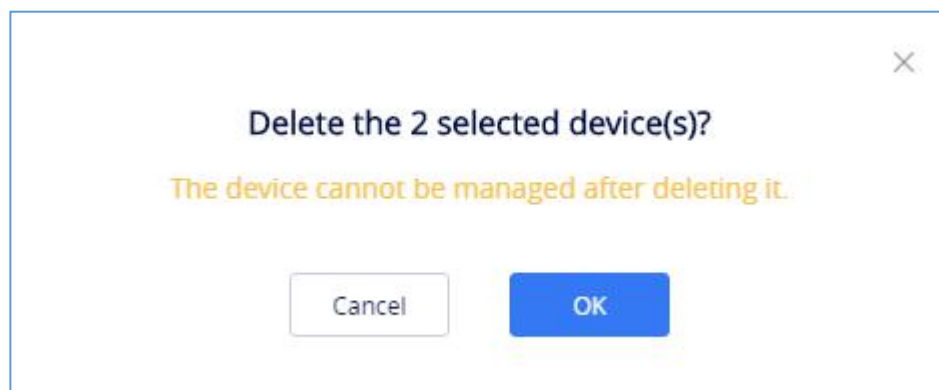 Delete the 2 selected device(s)?
The device cannot be managed after deleting it.
Cancel
OK